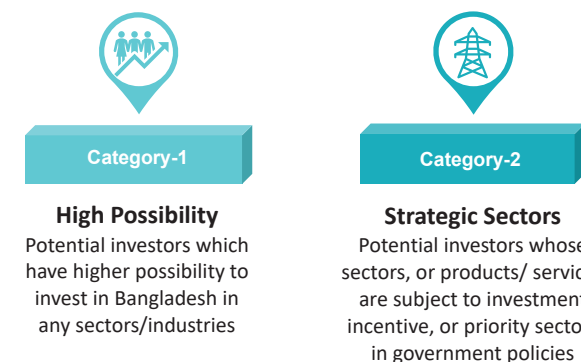 Category-1
High Possibility
Potential investors which
have higher possibility to
invest in Bangladesh in
any sectors/industries
Category-2
Strategic Sectors
Potential investors whose
sectors, or products/
are subject to investment
incentive, or priority
in government policies